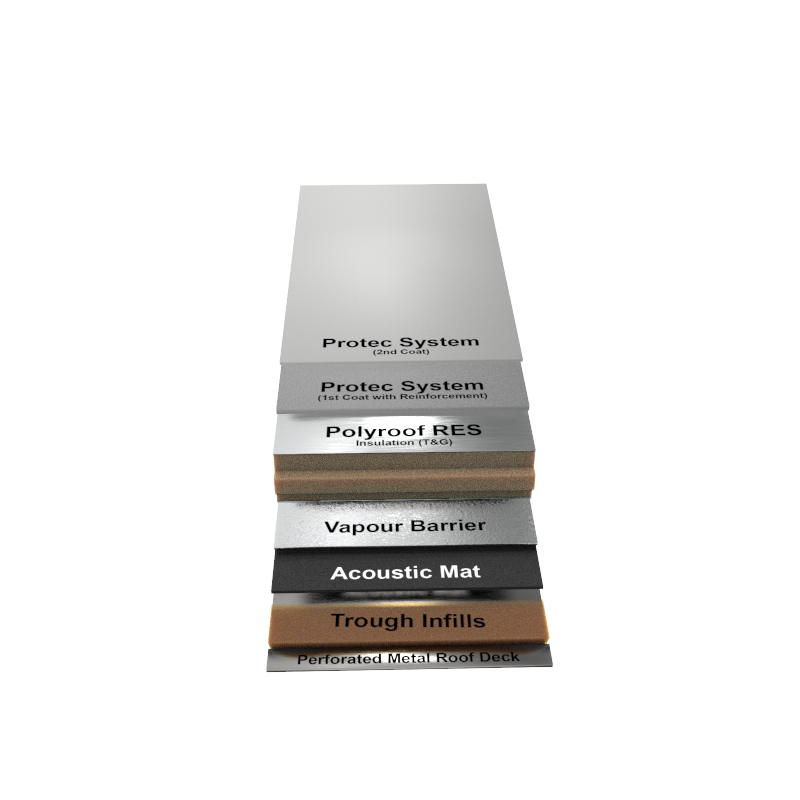 Protec System
(2nd Coat)
Protec System
(1st Coat with Reinforcement)
Polyroof RES
Insulation (T&G)
Vapour Barrier
Acoustic Mat
Trough Infills
Perforated Metal Roof Deck